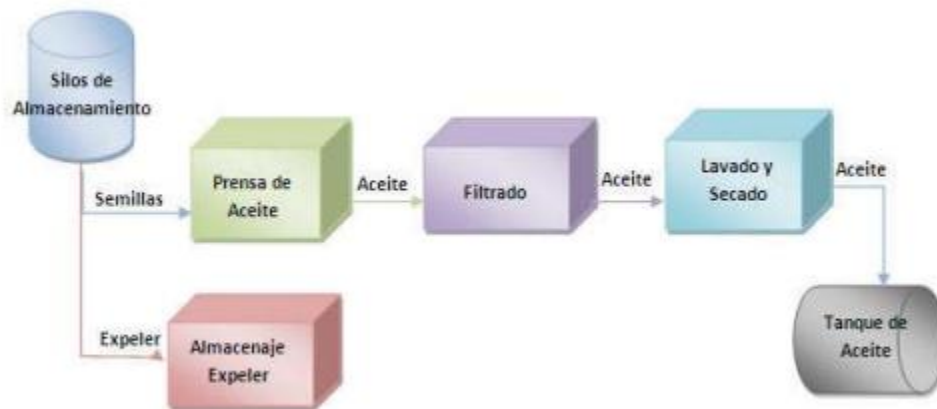 Silos de
Almacenamiento
Semillas
Prensa de
Aceite
Aceite
Filtrado
Aceite
Lavado y
Secado
Aceite
Expeler
Almacenaje
Expeler
Tanque de
Aceite